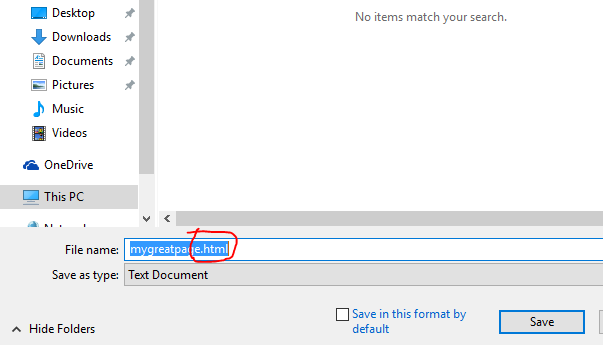 Desktop
No items match your search.
Downloads
Documents
Pictures
Music
Videos
OneDrive
This PC
File name: mygreatpage.html
Save as type: Text Document
Save in this format by
default
Save
Hide Folders